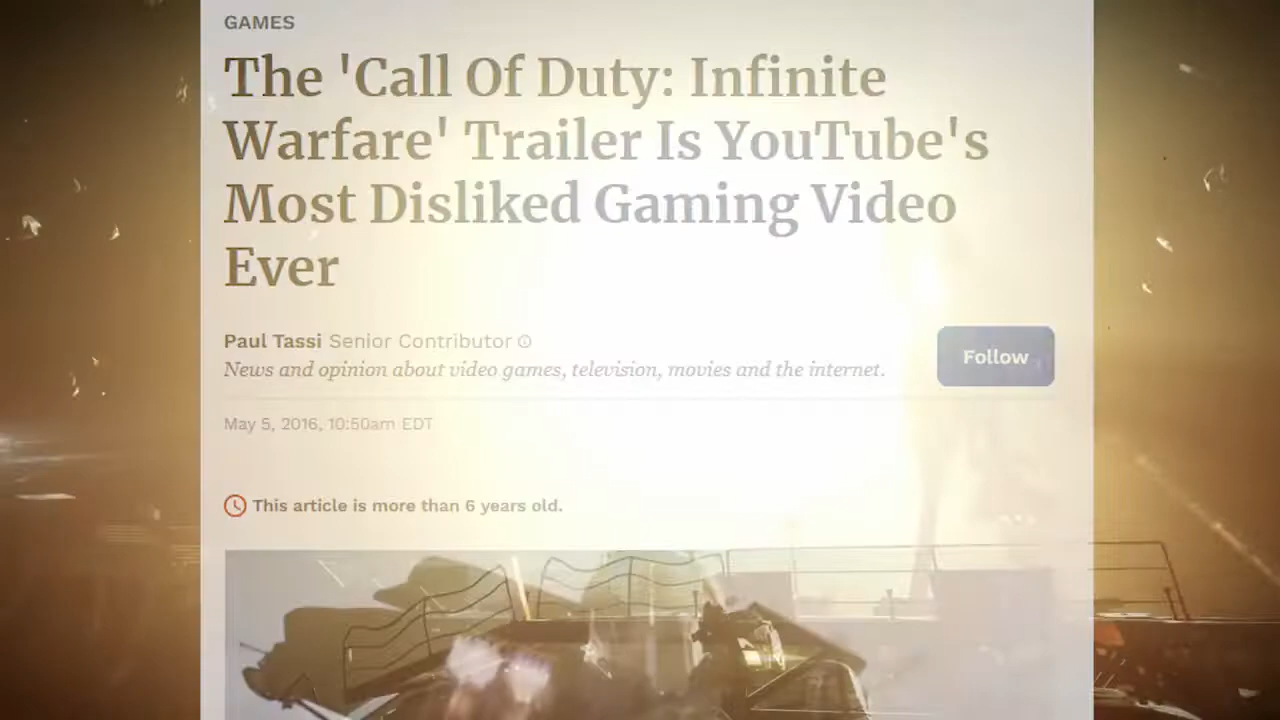 GAMES
The 'Call Of Duty: Infinite
Warfare' Trailer Is YouTube's
Most Disliked Gaming Video
Ever
Paul Tassi Senior Contributor
News and opinion about video games, television, movies and the internet.
Follow
May 5, 2016, 10:50am EDT
This article is more than 6 years old.